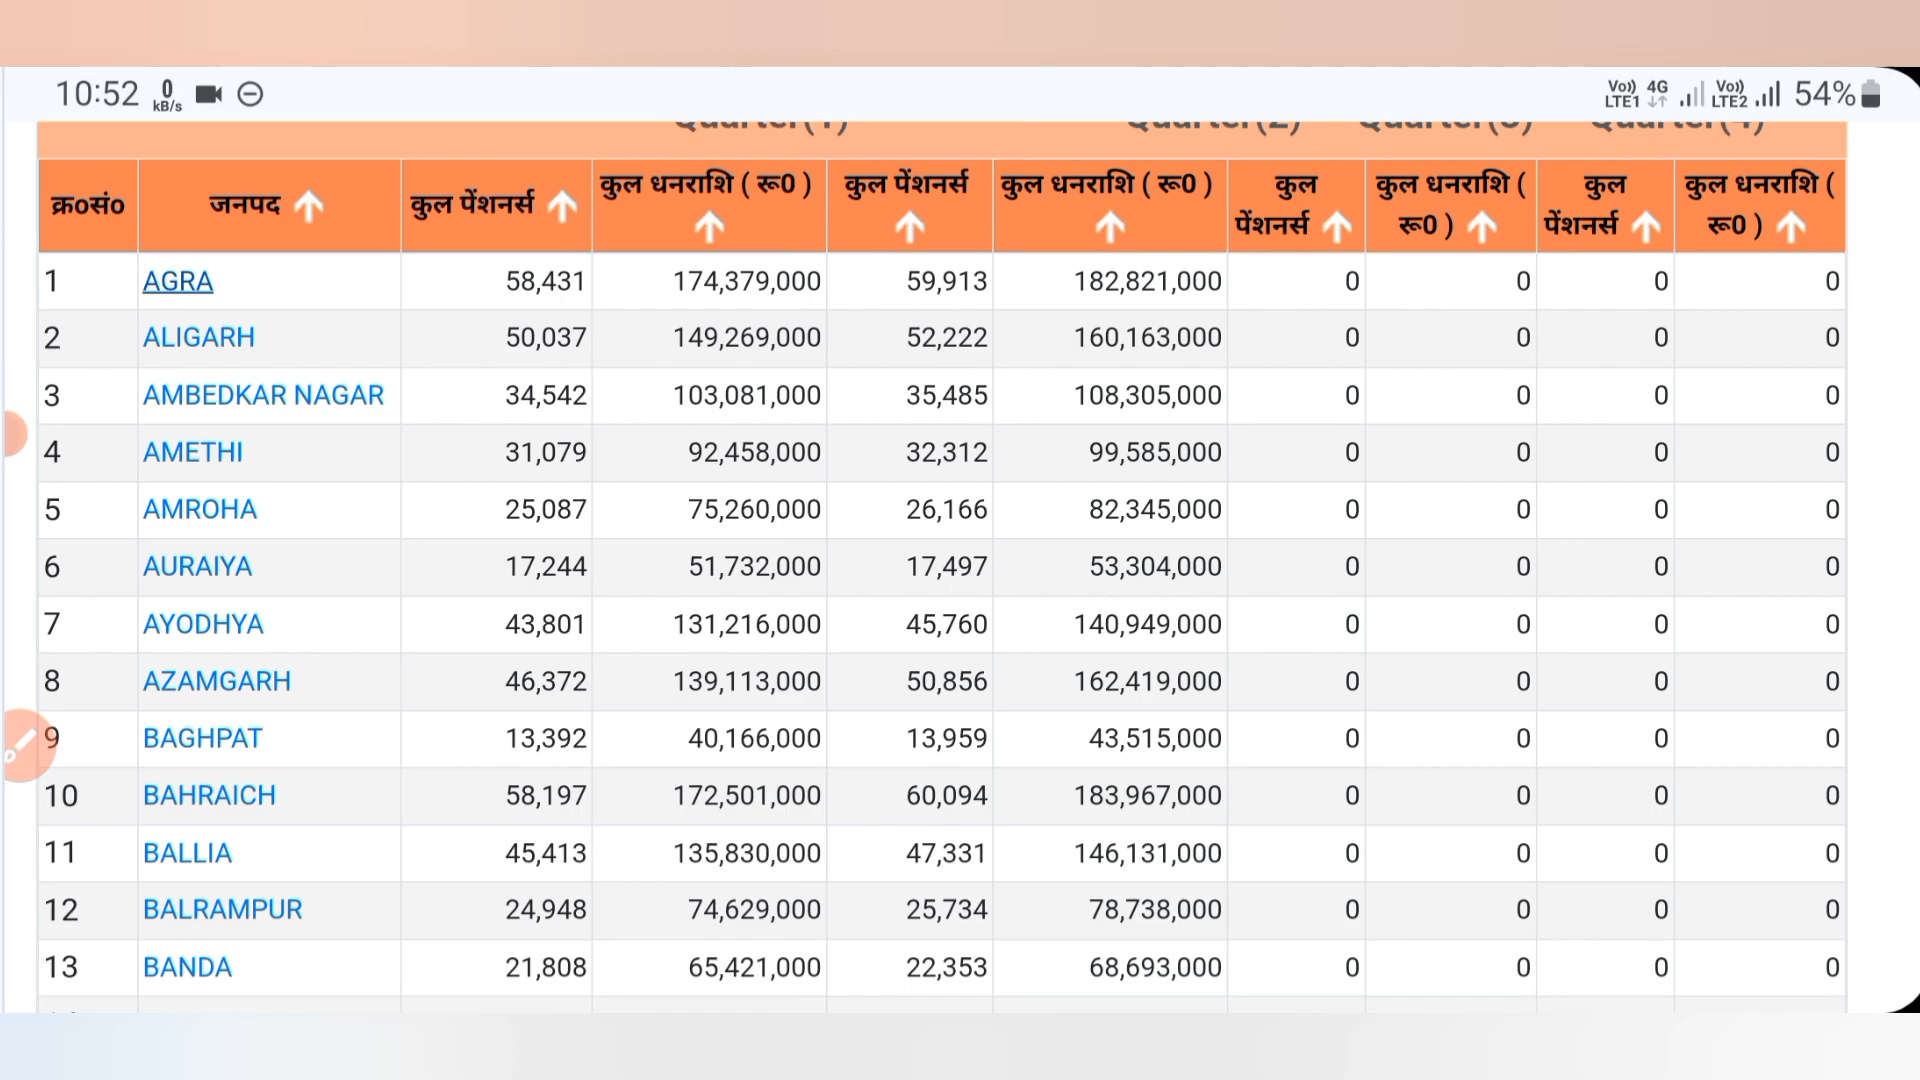 10:52 0 kB/s Vo)) LTE1 4G Vo)) LTE2 54%
Quarter(1) Quarter(2) Quarter(3) Quarter(4)
क्र०सं० जनपद कुल पेंशनर्स कुल धनराशि ( रू0 ) कुल पेंशनर्स कुल धनराशि ( रू0 ) कुल पेंशनर्स कुल धनराशि ( रू0 ) कुल पेंशनर्स कुल धनराशि ( रू0 )
1 AGRA 58,431 174,379,000 59,913 182,821,000 0 0 0 0
2 ALIGARH 50,037 149,269,000 52,222 160,163,000 0 0 0 0
3 AMBEDKAR NAGAR 34,542 103,081,000 35,485 108,305,000 0 0 0 0
4 AMETHI 31,079 92,458,000 32,312 99,585,000 0 0 0 0
5 AMROHA 25,087 75,260,000 26,166 82,345,000 0 0 0 0
6 AURAIYA 17,244 51,732,000 17,497 53,304,000 0 0 0 0
7 AYODHYA 43,801 131,216,000 45,760 140,949,000 0 0 0 0
8 AZAMGARH 46,372 139,113,000 50,856 162,419,000 0 0 0 0
9 BAGHPAT 13,392 40,166,000 13,959 43,515,000 0 0 0 0
10 BAHRAICH 58,197 172,501,000 60,094 183,967,000 0 0 0 0
11 BALLIA 45,413 135,830,000 47,331 146,131,000 0 0 0 0
12 BALRAMPUR 24,948 74,629,000 25,734 78,738,000 0 0 0 0
13 BANDA 21,808 65,421,000 22,353 68,693,000 0 0 0 0